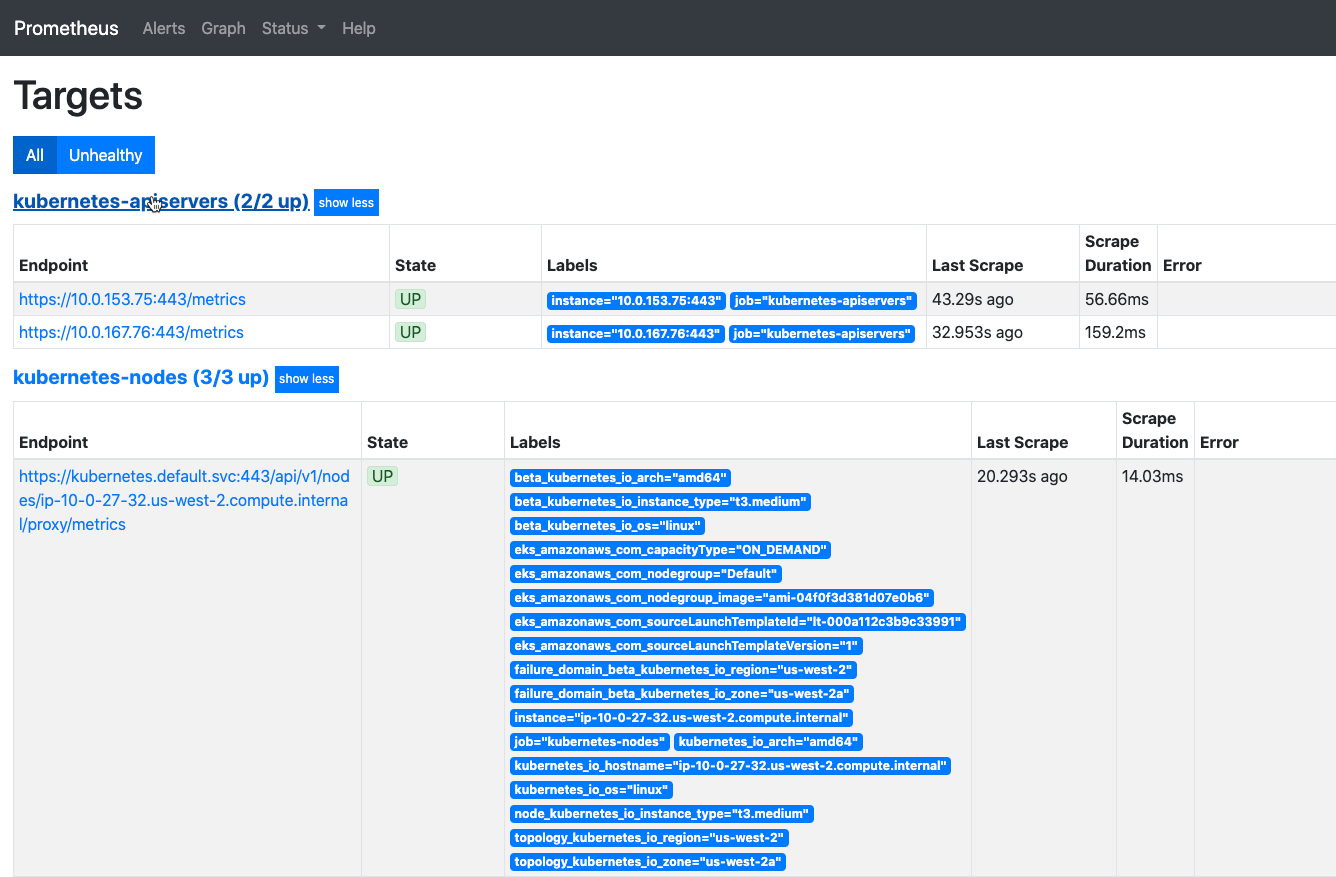 Prometheus Alerts Graph Status Help
Targets
All Unhealthy
kubernetes-apiservers (2/2 up) show less
Endpoint State Labels Last Scrape Scrape Duration Error
https://10.0.153.75:443/metrics UP instance="10.0.153.75:443" job="kubernetes-apiservers" 43.29s ago 56.66ms
https://10.0.167.76:443/metrics UP instance="10.0.167.76:443" job="kubernetes-apiservers" 32.953s ago 159.2ms
kubernetes-nodes (3/3 up) show less
Endpoint State Labels Last Scrape Scrape Duration Error
https://kubernetes.default.svc:443/api/v1/nod
es/ip-10-0-27-32.us-west-2.compute.interna
l/proxy/metrics
UP
beta_kubernetes_io_arch="amd64"
beta_kubernetes_io_instance_type="t3.medium"
beta_kubernetes_io_os="linux"
eks_amazonaws_com_capacityType="ON_DEMAND"
eks_amazonaws_com_nodegroup="Default"
eks_amazonaws_com_nodegroup_image="ami-04f0f3d381d07e0b6"
eks_amazonaws_com_sourceLaunchTemplateId="lt-000a112c3b9c33991"
eks_amazonaws_com_sourceLaunchTemplateVersion="1"
failure_domain_beta_kubernetes_io_region="us-west-2"
failure_domain_beta_kubernetes_io_zone="us-west-2a"
instance="ip-10-0-27-32.us-west-2.compute.internal"
job="kubernetes-nodes" kubernetes_io_arch="amd64"
kubernetes_io_hostname="ip-10-0-27-32.us-west-2.compute.internal"
kubernetes_io_os="linux"
node_kubernetes_io_instance_type="t3.medium"
topology_kubernetes_io_region="us-west-2"
topology_kubernetes_io_zone="us-west-2a"
20.293s ago
14.03ms